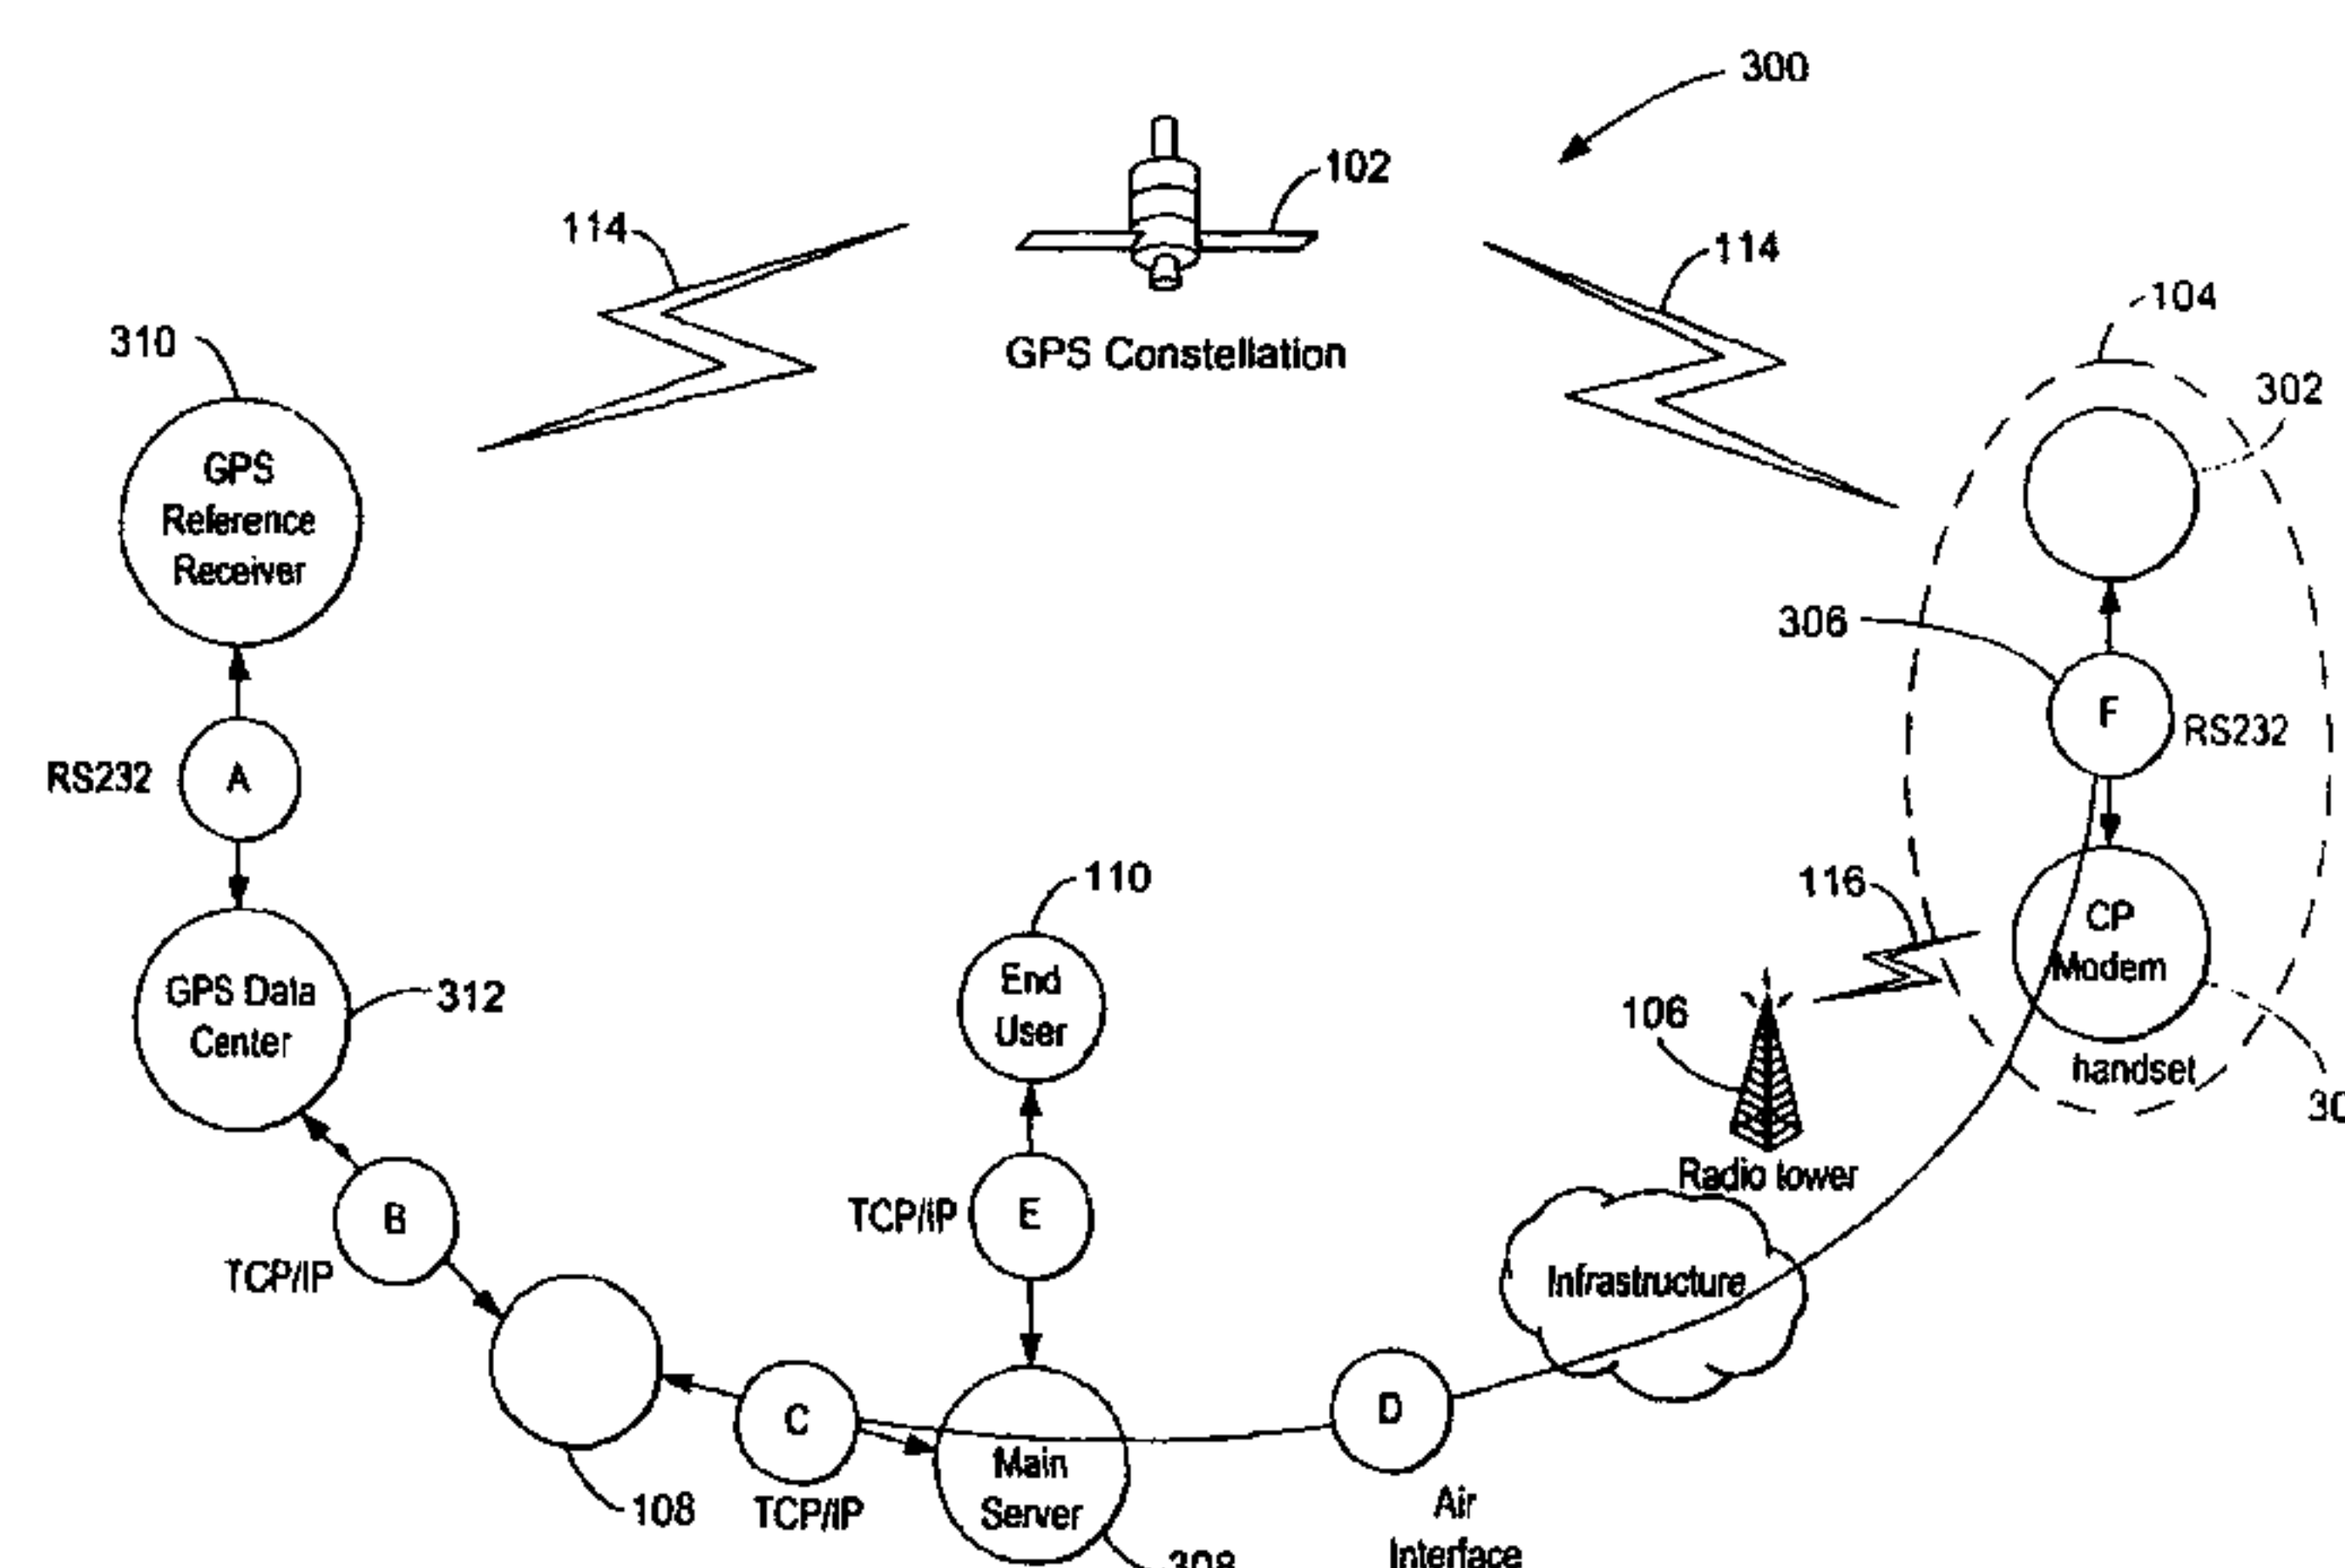 300
102
114
114
GPS Constellation
104
302
310
GPS
Reference
Receiver
306
F
RS232
RS232
A
110
116
CP
Modem
GPS Data
Center
312
End
User
106
handset
30
Radio tower
B
TCP/IP
E
TCP/IP
Infrastructure
D
C
Main
Server
108
TCP/IP
Air
Interface
308